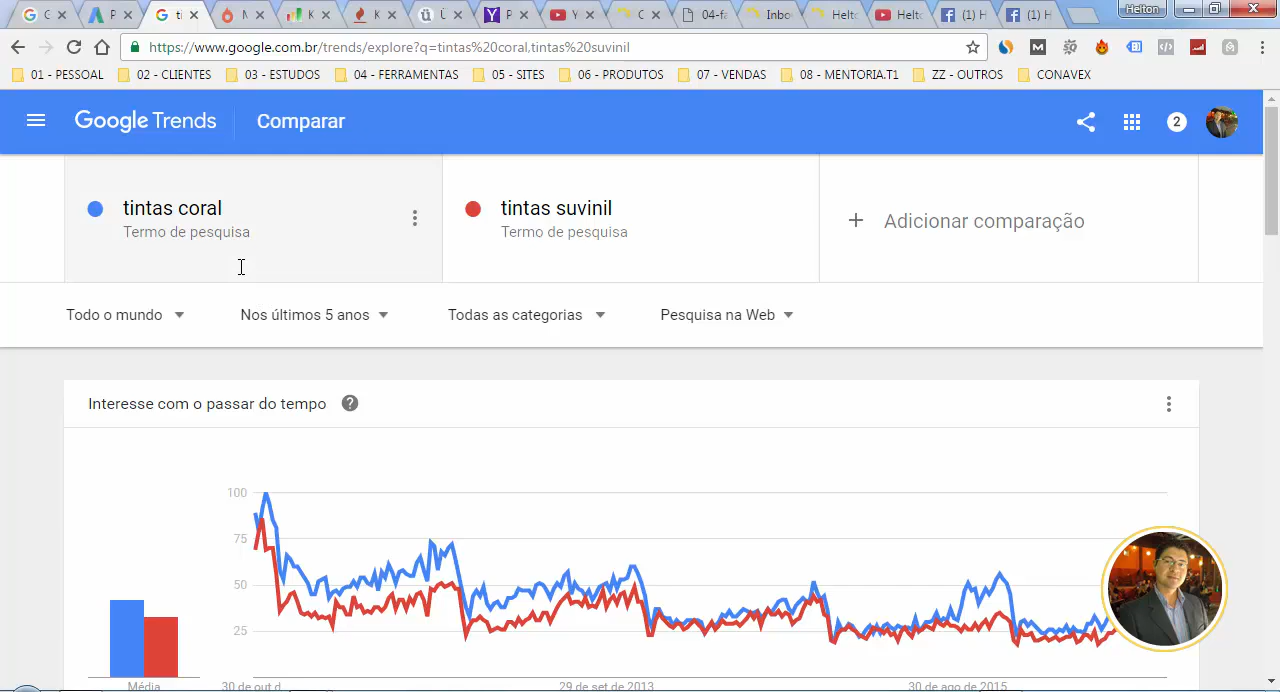 Helton
https://www.google.com.br/trends/explore?q=tintas%20coral,tintas%20suvinil
01 - PESSOAL 02 - CLIENTES 03 - ESTUDOS 04 - FERRAMENTAS 05 - SITES 06 - PRODUTOS 07 - VENDAS 08 - MENTORIA.T1 ZZ - OUTROS CONAVEX
Google Trends Comparar 2
tintas coral tintas suvinil
Termo de pesquisa Termo de pesquisa
+ Adicionar comparação
Todo o mundo Nos últimos 5 anos Todas as categorias Pesquisa na Web
Interesse com o passar do tempo ?
100
75
50
25
Média 30 de out d 29 de set de 2013 30 de ago de 2015